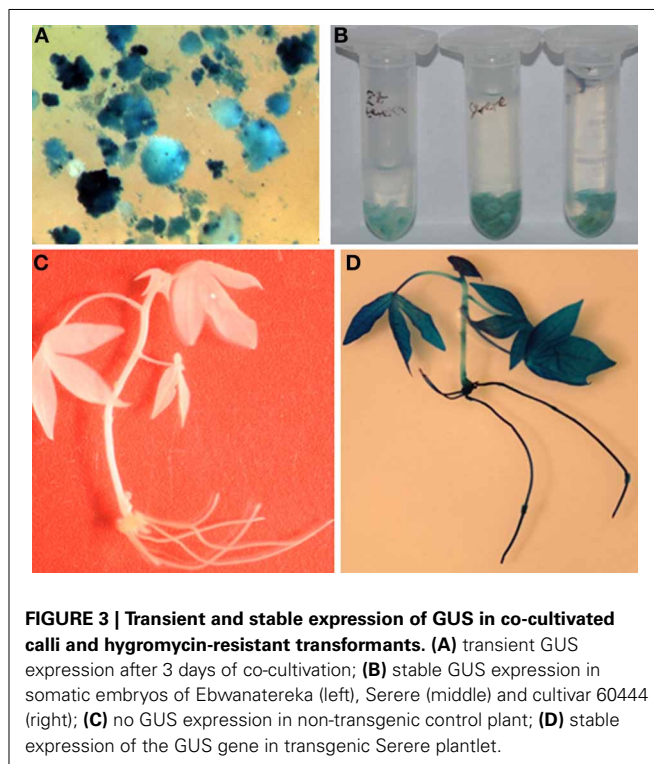 A
B
C
D
FIGURE 3 | Transient and stable expression of GUS in co-cultivated
calli and hygromycin-resistant transformants. (A) transient GUS
expression after 3 days of co-cultivation; (B) stable GUS expression in
somatic embryos of Ebwanatereka (left), Serere (middle) and cultivar 60444
(right); (C) no GUS expression in non-transgenic control plant; (D) stable
expression of the GUS gene in transgenic Serere plantlet.